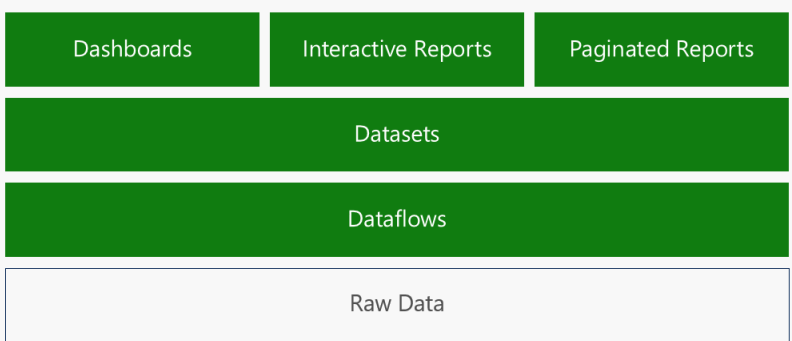 Dashboards
Interactive Reports
Paginated Reports
Datasets
Dataflows
Raw Data